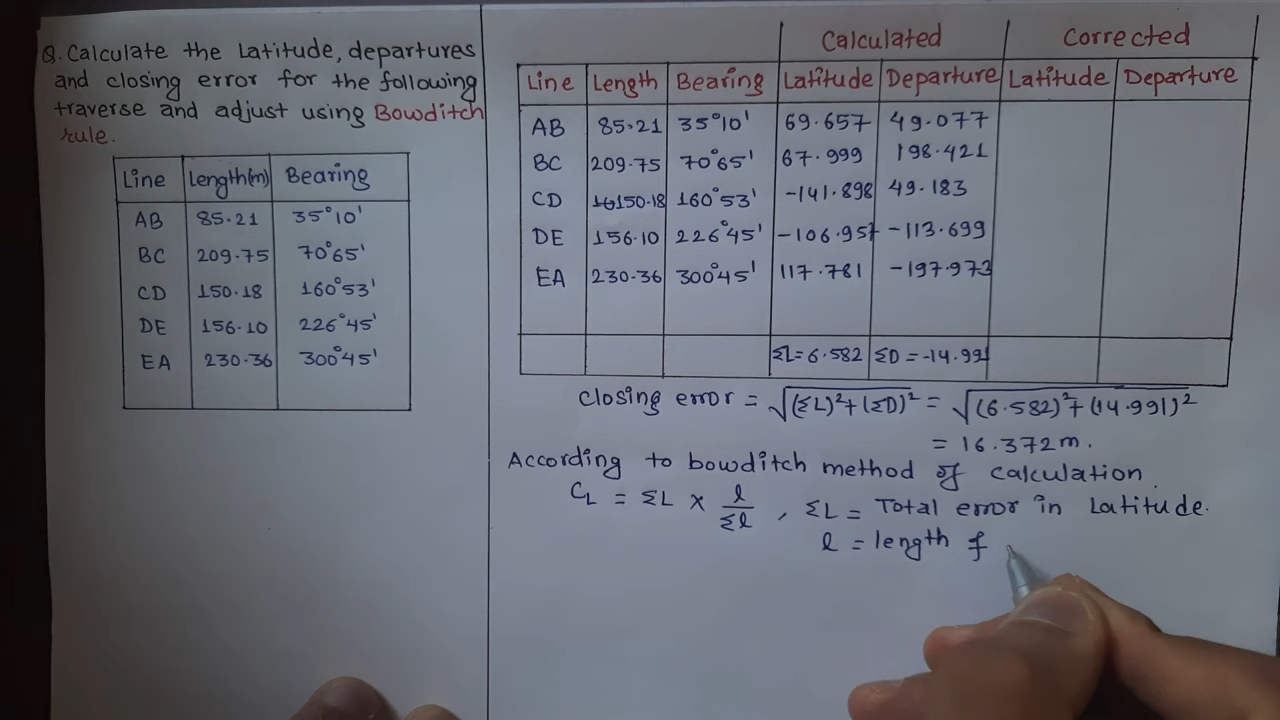 Q. Calculate the Latitude, departures
and closing error for the following
traverse and adjust using Bowditch
rule.
Line Length(m) Bearing
AB 85.21 35°10'
BC 209.75 70°65'
CD 150.18 160°53'
DE 156.10 226°45'
EA 230.36 300°45'
Calculated Corrected
Line Length Bearing Latitude Departure Latitude Departure
AB 85.21 35°10' 69.657 49.077
BC 209.75 70°65' 67.999 198.421
CD 150.18 160°53' -141.898 49.183
DE 156.10 226°45' -106.957 -113.699
EA 230.36 300°45' 117.781 -197.973
ΣL=6.582 ΣD=-14.991
Closing error = √(ΣL)²+(ΣD)² = √(6.582)²+(14.991)²
= 16.372m.
According to bowditch method of calculation.
CL = ΣL × l/Σl , ΣL = Total error in Latitude.
l = length of